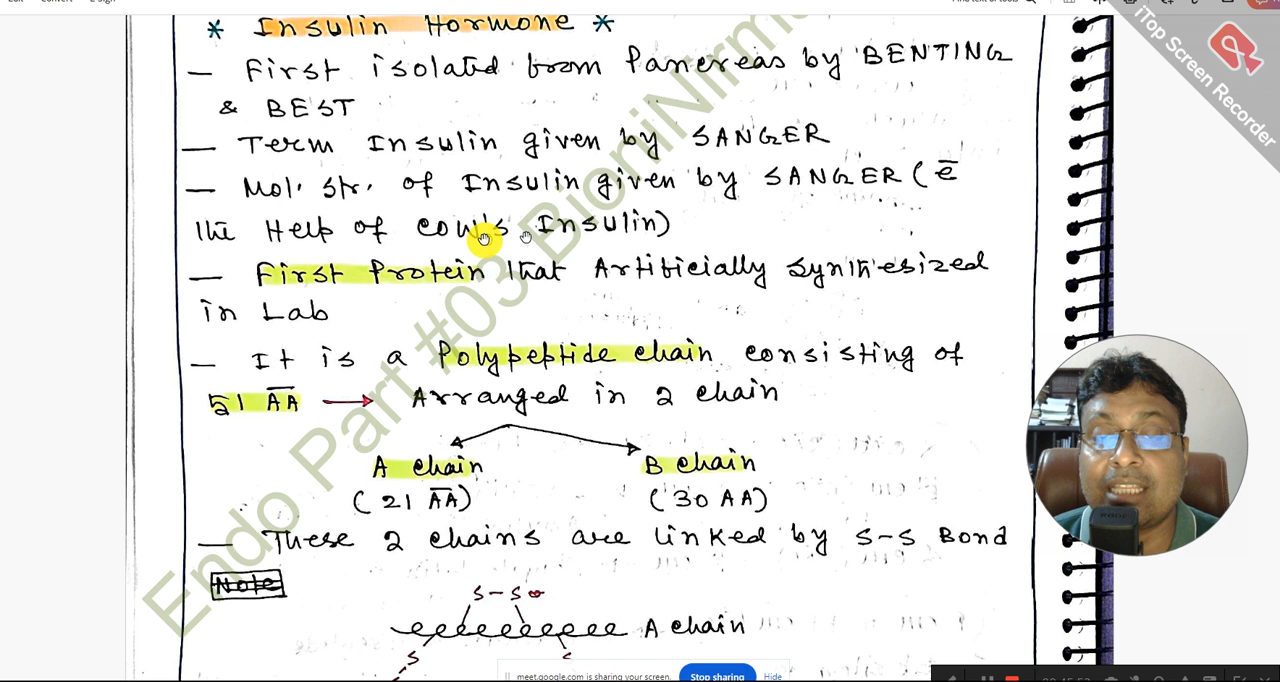 * Insulin Hormone *
— First isolated from Pancreas by BENTING
& BEST
— Term Insulin given by SANGER
— Mol. Str. of Insulin given by SANGER (c̄
the Help of cow's Insulin)
— First Protein that Artificially synthesized
in Lab
— It is a Polypeptide chain consisting of
51 A̅A̅ → Arranged in 2 chain
A chain B chain
(21 A̅A̅) (30 AA)
— These 2 chains are linked by S-S Bond
Note
S-S
A chain
S
Endo Part #03 BioniNirma
iTop Screen Recorder
meet.google.com is sharing your screen. Stop sharing Hide